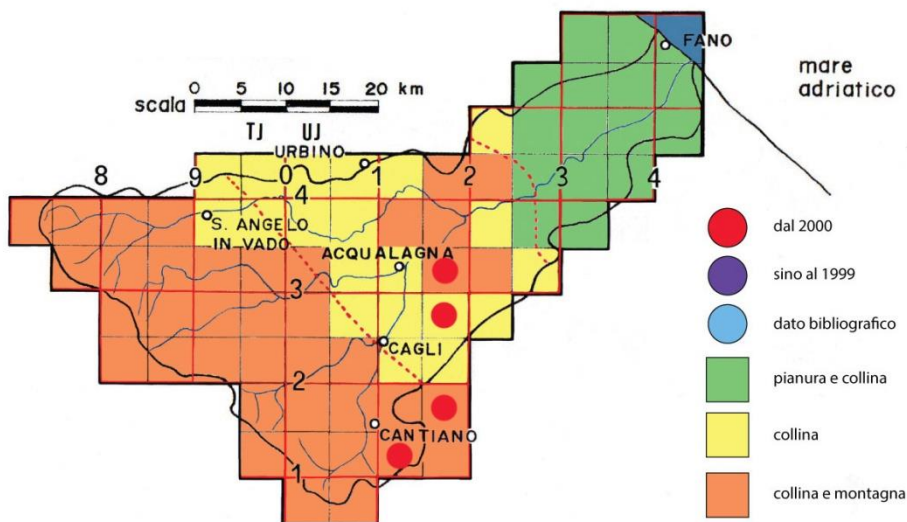 FANO
mare
adriatico
0 5 10 15 20 km
scala
TJ UJ
URBINO
8 9 0 1 2 3 4
4
S. ANGELO
IN VADO
ACQUALAGNA
3
CAGLI
2
CANTIANO
1
dal 2000
sino al 1999
dato bibliografico
pianura e collina
collina
collina e montagna